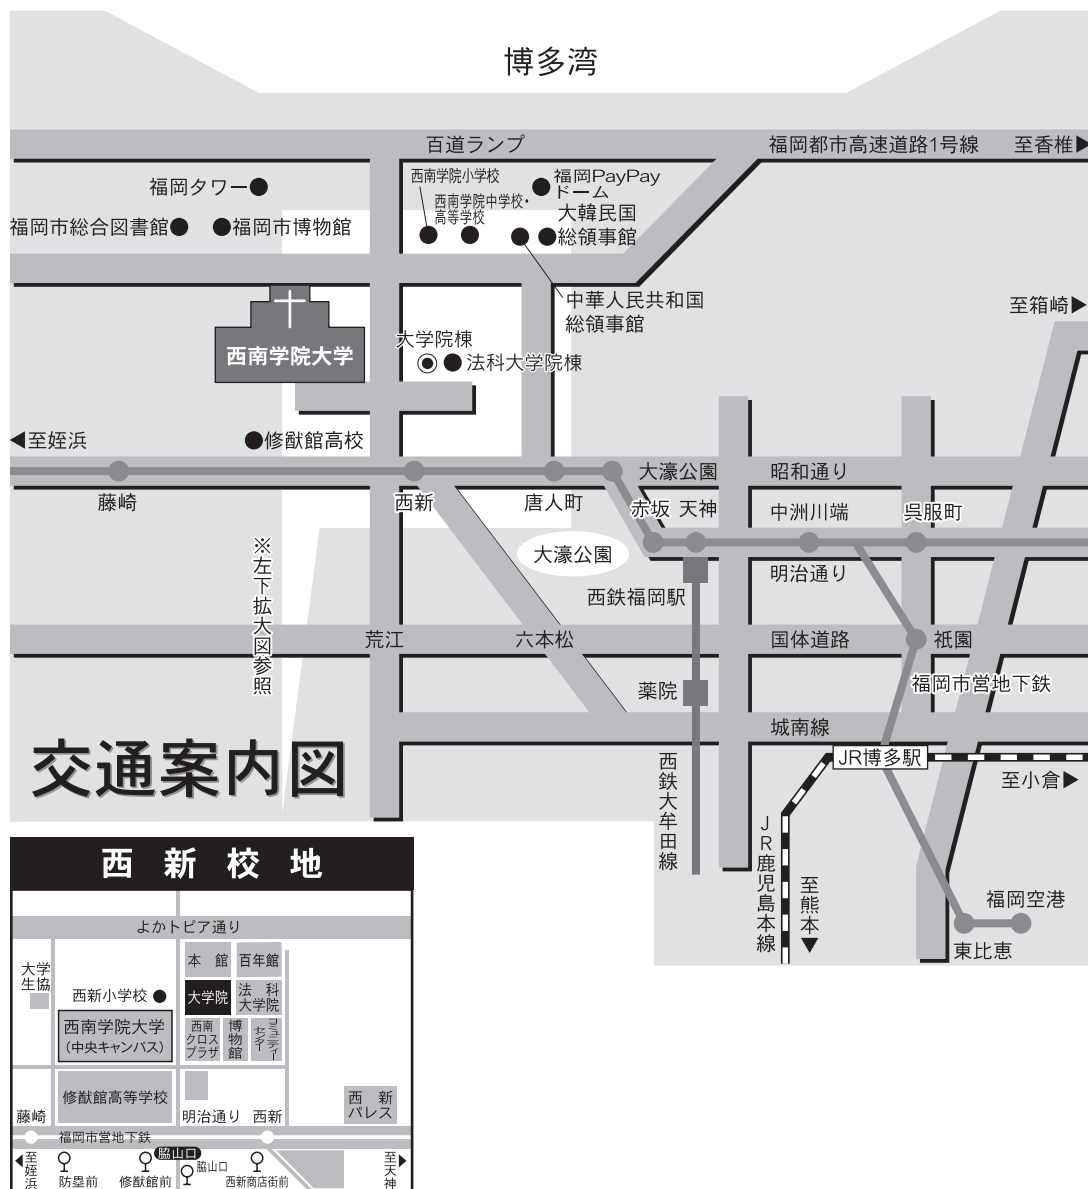 博多湾
百道ランプ
福岡都市高速道路1号線
至香椎▶
西南学院小学校
福岡タワー
福岡PayPay
ドーム
西南学院中学校・
高等学校
福岡市総合図書館
福岡市博物館
大韓民国
総領事館
中華人民共和国
総領事館
至箱崎▶
大学院棟
西南学院大学
法科大学院棟
◀至姪浜
修猷館高校
大濠公園
昭和通り
藤崎
西新
唐人町
赤坂
天神
中洲川端
呉服町
※左下拡大図参照
大濠公園
明治通り
西鉄福岡駅
荒江
六本松
国体道路
祇園
福岡市営地下鉄
薬院
城南線
交通案内図
西鉄大牟田線
JR博多駅
至小倉▶
JR鹿児島本線
至熊本▼
福岡空港
東比恵
西新校地
よかトピア通り
大学
生協
本館
百年館
西新小学校
大学院
法科
大学院
西南学院大学
(中央キャンパス)
西南
クロス
プラザ
博物館
コミュニティー
センター
修猷館高等学校
西新
パレス
藤崎
明治通り
西新
福岡市営地下鉄
脇山口
◀至姪浜
防塁前
修猷館前
脇山口
西新商店街前
至天神▶